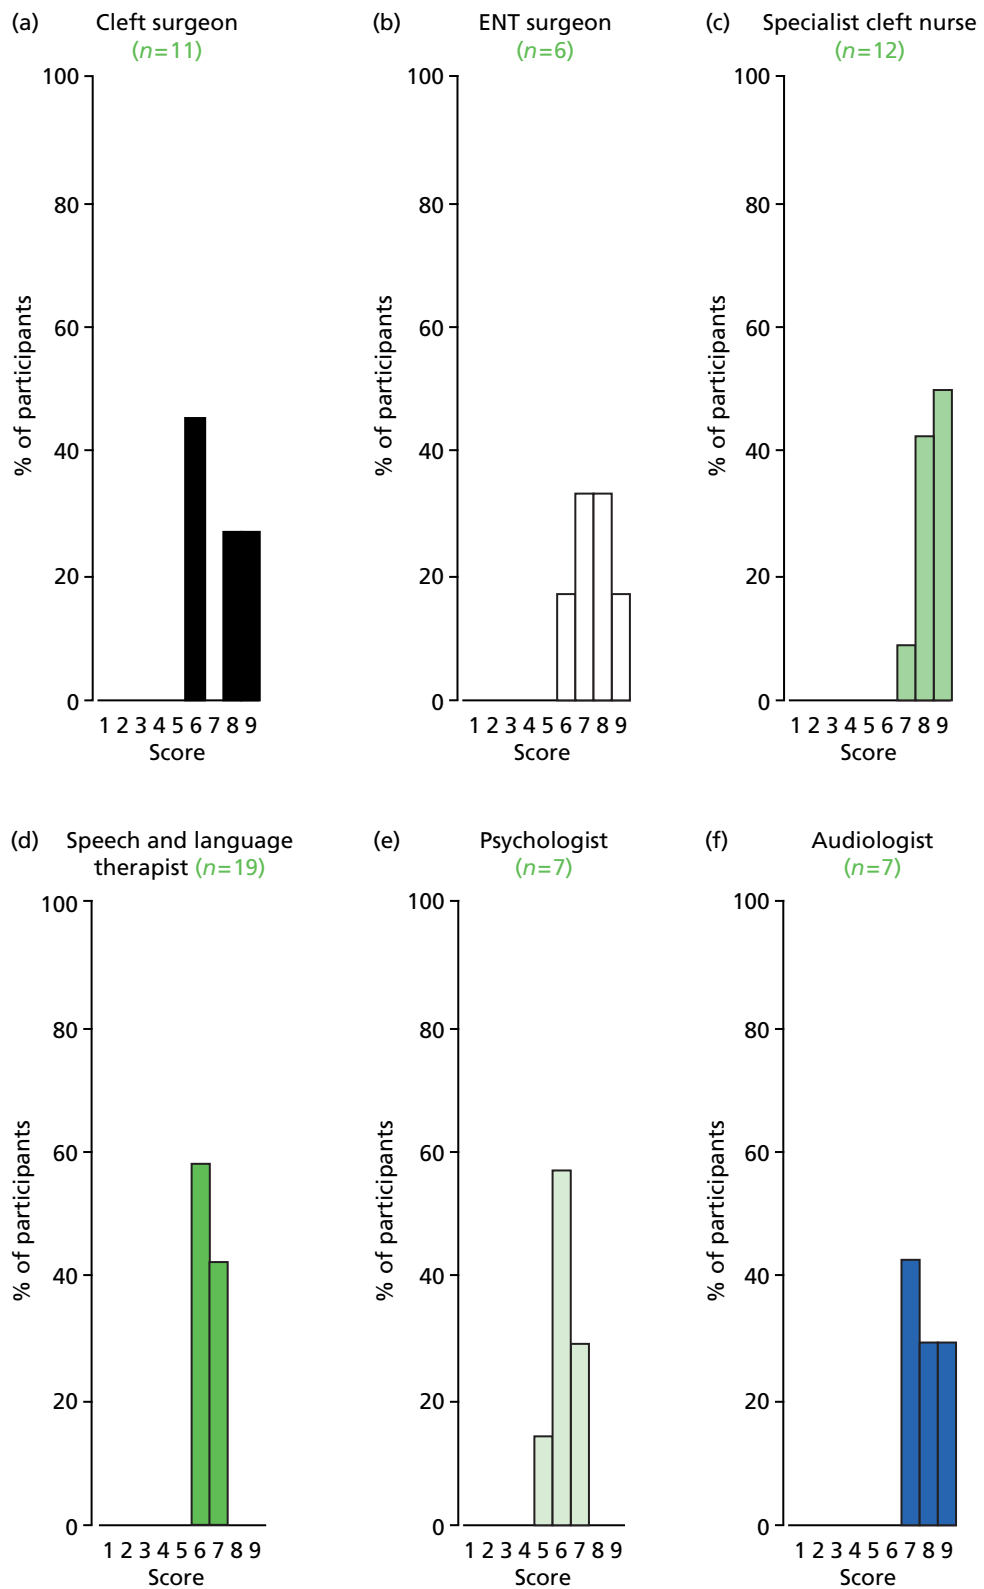 (a) Cleft surgeon
(n=11)
100
80
60
40
20
0
% of participants
1 2 3 4 5 6 7 8 9
Score
(b) ENT surgeon
(n=6)
100
80
60
40
20
0
% of participants
1 2 3 4 5 6 7 8 9
Score
(c) Specialist cleft nurse
(n=12)
100
80
60
40
20
0
% of participants
1 2 3 4 5 6 7 8 9
Score
(d) Speech and language
therapist (n=19)
100
80
60
40
20
0
% of participants
1 2 3 4 5 6 7 8 9
Score
(e) Psychologist
(n=7)
100
80
60
40
20
0
% of participants
1 2 3 4 5 6 7 8 9
Score
(f) Audiologist
(n=7)
100
80
60
40
20
0
% of participants
1 2 3 4 5 6 7 8 9
Score